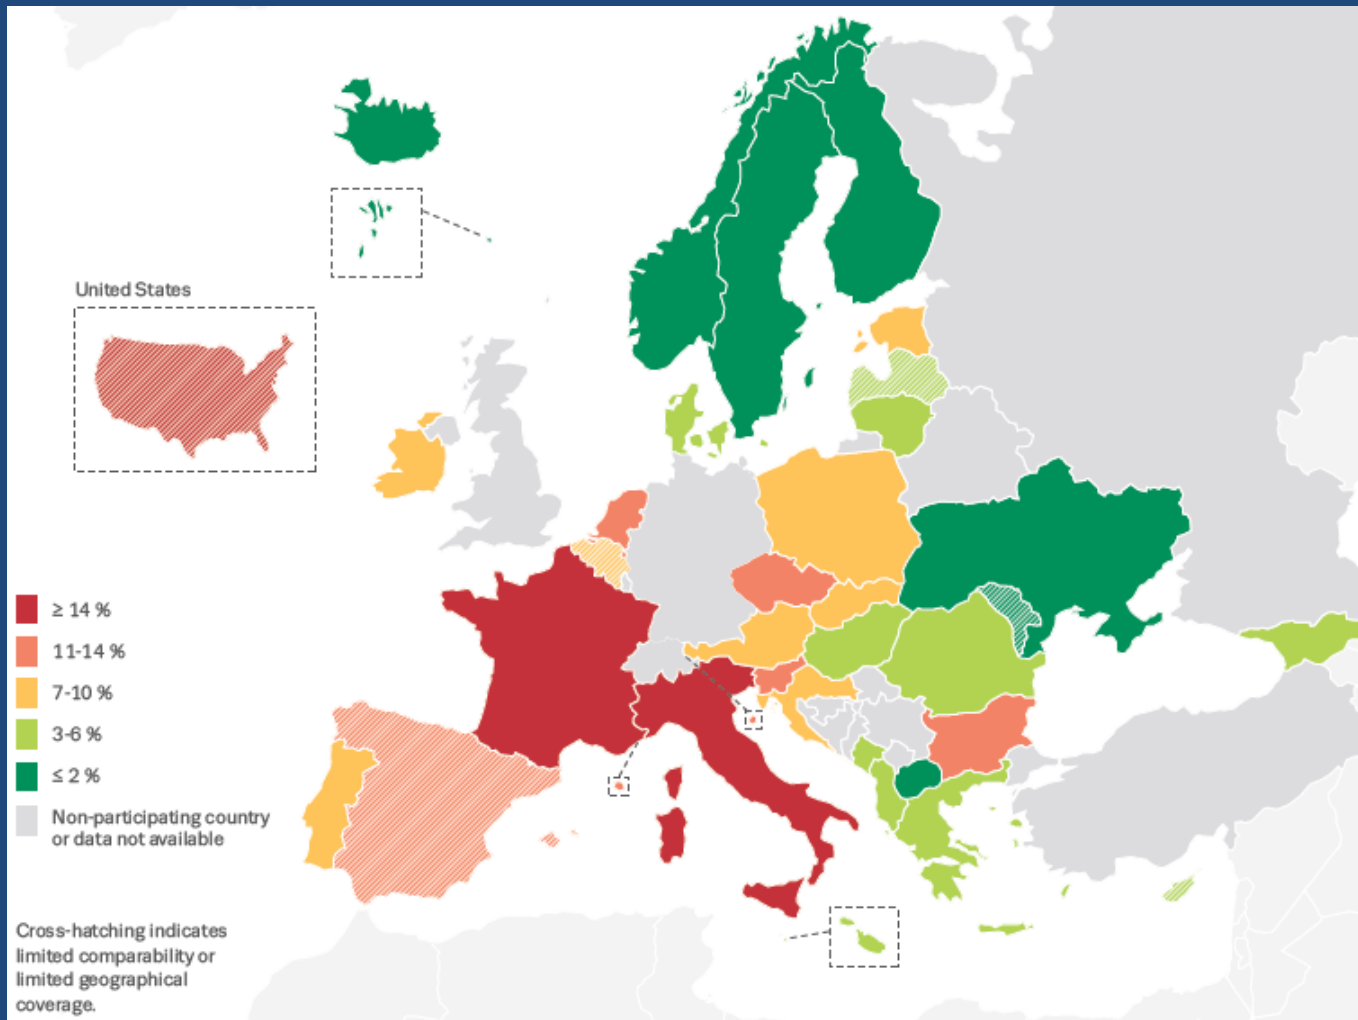 United States
≥ 14 %
11-14 %
7-10 %
3-6 %
≤ 2 %
Non-participating country
or data not available
Cross-hatching indicates
limited comparability or
limited geographical
coverage.